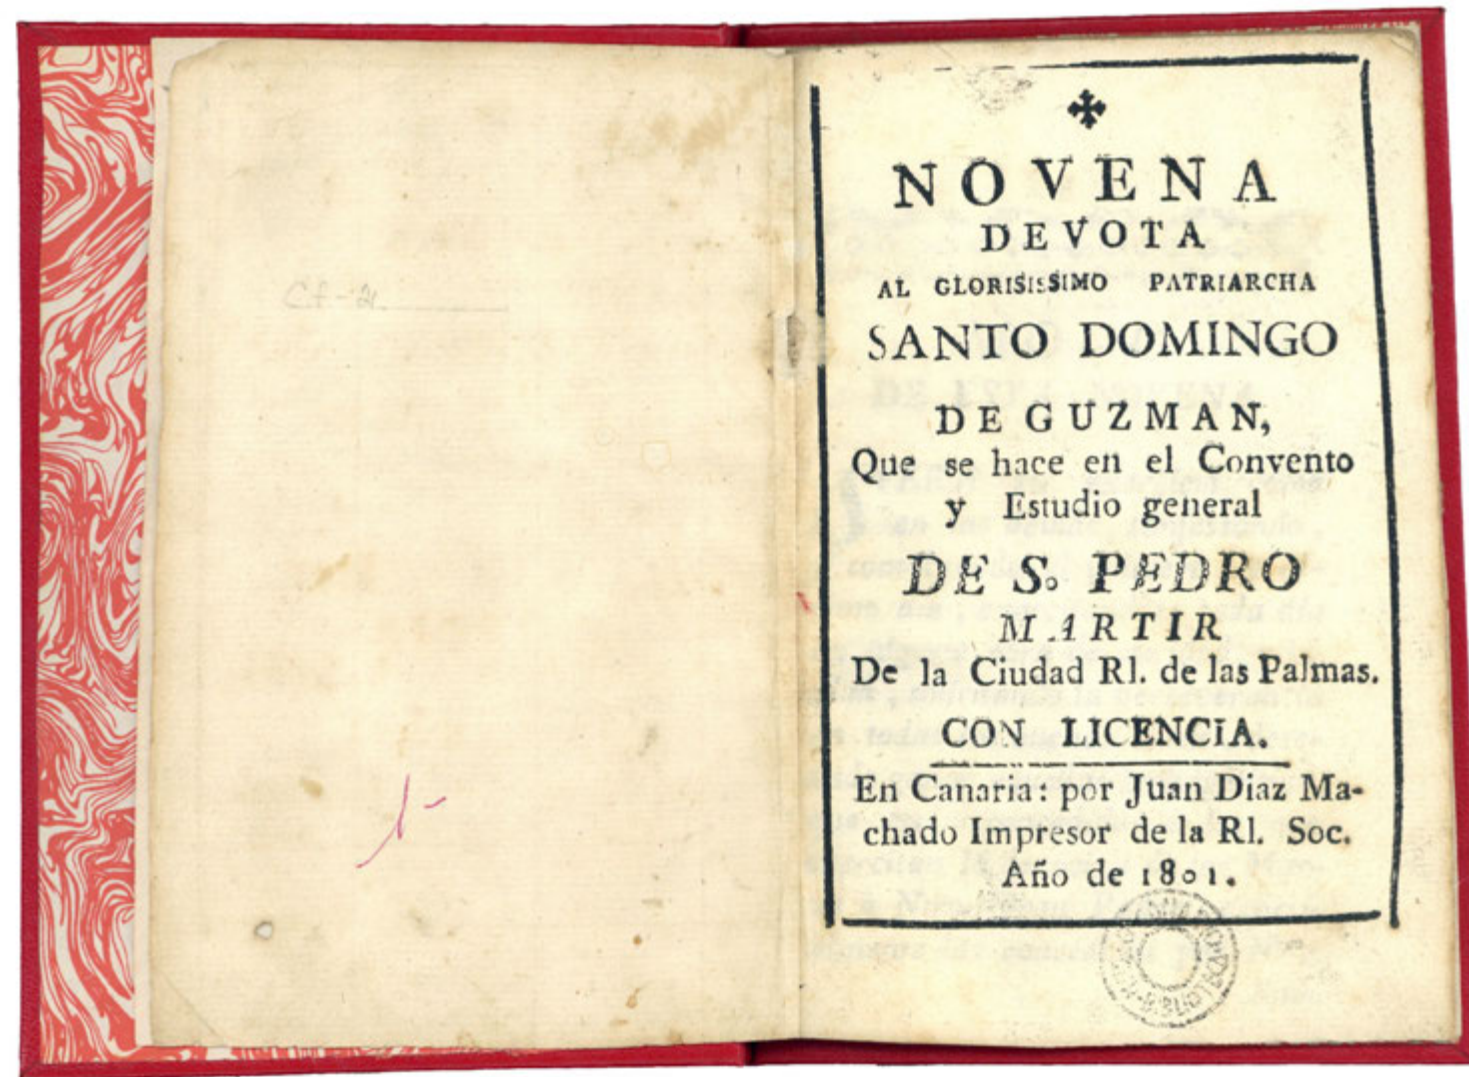 NOVENA
DEVOTA
AL GLORISISSIMO PATRIARCHA
SANTO DOMINGO
DE GUZMAN,
Que se hace en el Convento
y Estudio general
DE S. PEDRO
MARTIR
De la Ciudad Rl. de las Palmas.
CON LICENCIA.
En Canaria: por Juan Diaz Ma-
chado Impresor de la Rl. Soc.
Año de 1801.